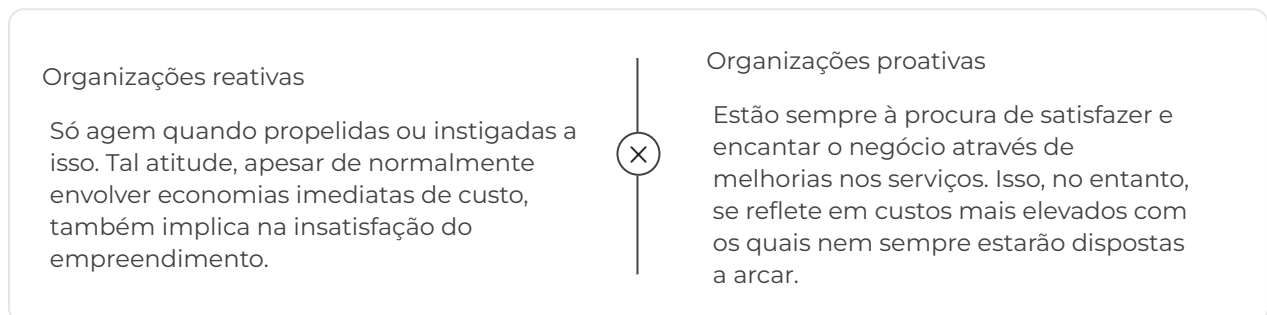 Organizações reativas
Só agem quando propelidas ou instigadas a
isso. Tal atitude, apesar de normalmente
envolver economias imediatas de custo,
também implica na insatisfação do
empreendimento.
Organizações proativas
Estão sempre à procura de satisfazer e
encantar o negócio através de
melhorias nos serviços. Isso, no entanto,
se reflete em custos mais elevados com
os quais nem sempre estarão dispostas
a arcar.